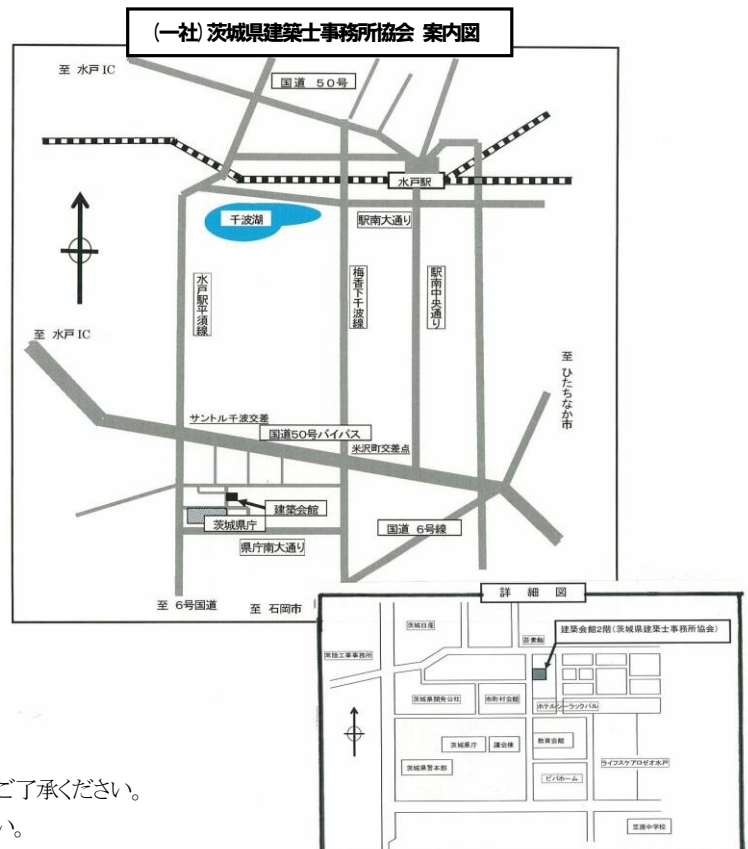 (一社)茨城県建築士事務所協会 案内図
至 水戸IC
国道 50号
水戸駅
千波湖
駅南大通り
水戸駅平須線
梅香下千波線
駅南中央通り
至 水戸IC
至 ひたちなか市
サントル千波交差
国道50号バイパス
米沢町交差点
建築会館
茨城県庁
国道 6号線
県庁南大通り
至 6号国道
至 石岡市
詳 細 図
茨城日産
建築会館2階(茨城県建築士事務所協会)
常陸工事事務所
茨城県開発公社
市町村会館
ホテルシーラックパル
茨城県庁
議会棟
教育会館
茨城県警本部
ビバホーム
ライフスケアロゼオ水戸
笠原中学校
ご了承ください。
い。